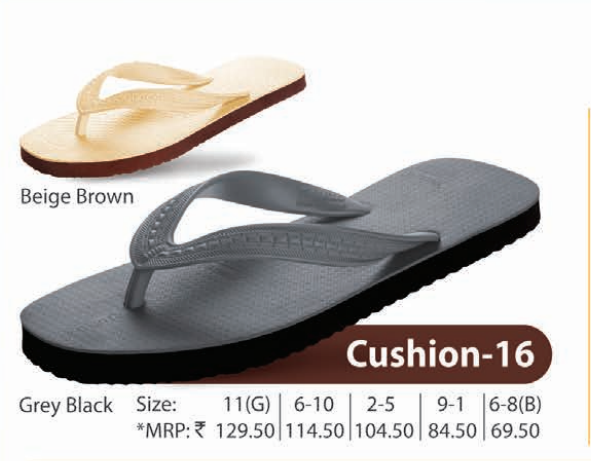 Beige Brown
Cushion-16
Grey Black Size: 11(G) 6-10 2-5 9-1 6-8(B)
*MRP: ₹ 129.50 114.50 104.50 84.50 69.50